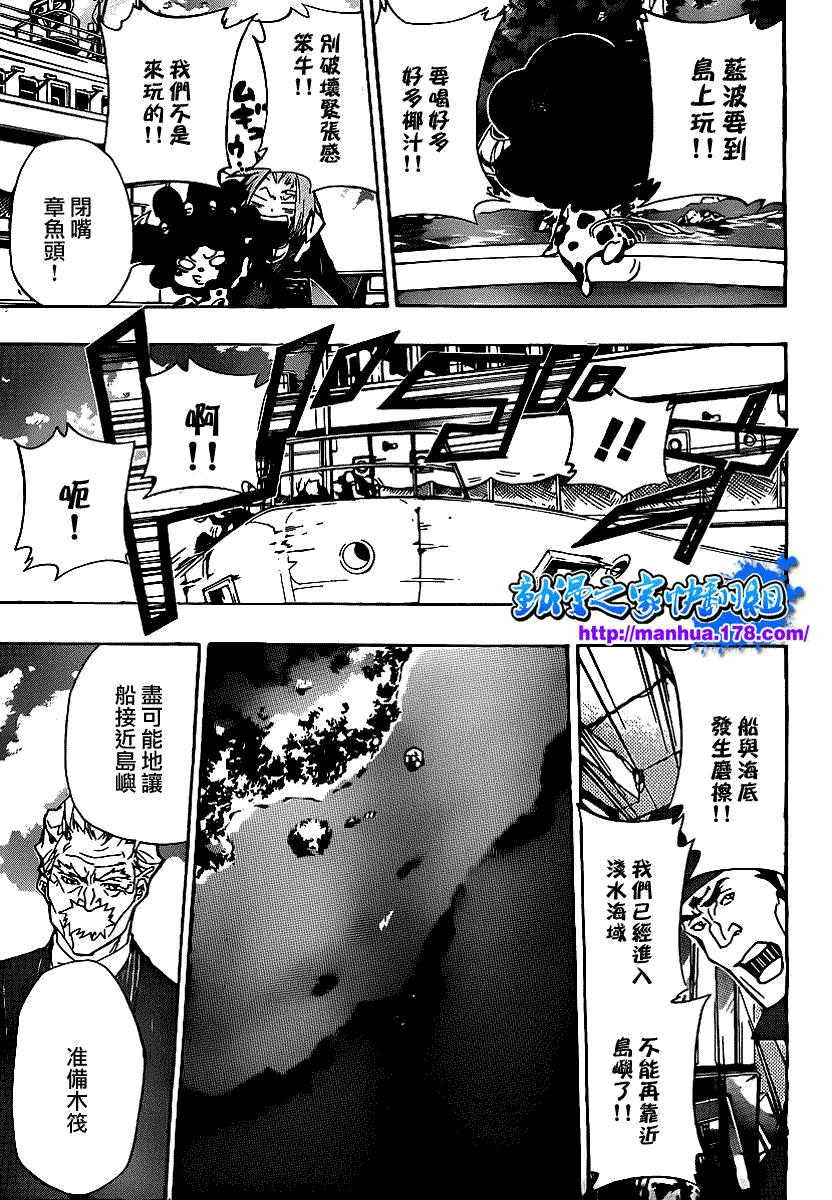 藍波要到
島上玩!!
要喝好多
好多椰汁!!
別破壞緊張感
笨牛!!
ムギュウ
我們不是
來玩的!!
閉嘴
章魚頭!
!!
啊!!
呃!
動漫之家快翻組
http://manhua.178.com/
船與海底
發生磨擦!!
我們已經進入
淺水海域
不能再靠近
島嶼了!!
盡可能地讓
船接近島嶼
准備木筏